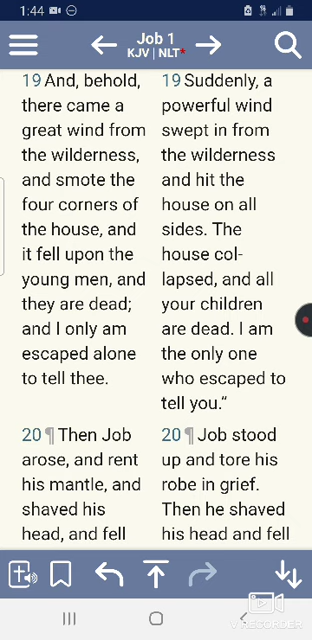 1:44
Job 1
KJV | NLT*
19 And, behold,
there came a
great wind from
the wilderness,
and smote the
four corners of
the house, and
it fell upon the
young men, and
they are dead;
and I only am
escaped alone
to tell thee.
20 ¶ Then Job
arose, and rent
his mantle, and
shaved his
head, and fell
19 Suddenly, a
powerful wind
swept in from
the wilderness
and hit the
house on all
sides. The
house col-
lapsed, and all
your children
are dead. I am
the only one
who escaped to
tell you.“
20 ¶ Job stood
up and tore his
robe in grief.
Then he shaved
his head and fell
V RECORDER